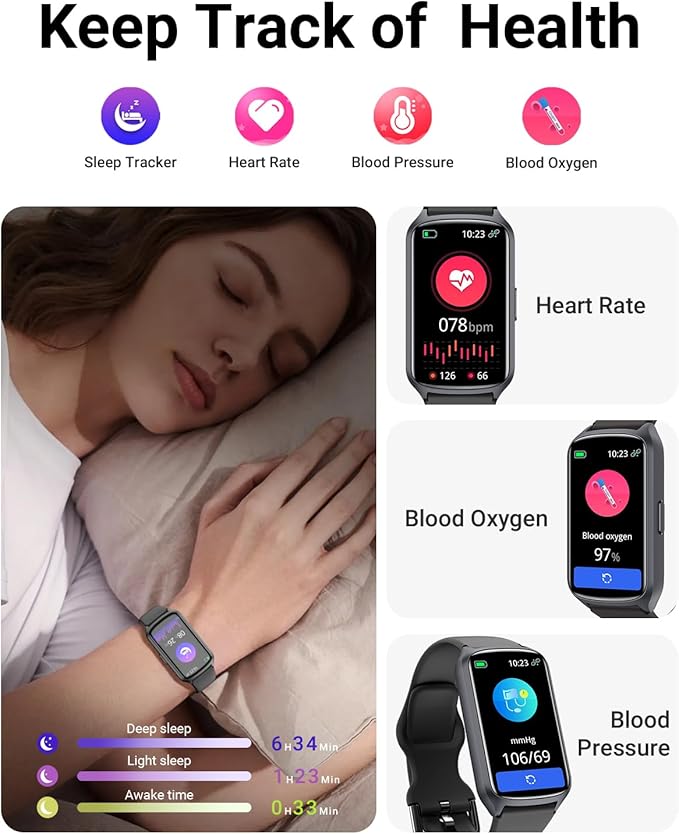 Keep Track of Health
Sleep Tracker
Heart Rate
Blood Pressure
Blood Oxygen
Deep sleep
6H34Min
Light sleep
1H23Min
Awake time
0H33Min
10:23
078bpm
126
66
Heart Rate
Blood Oxygen
10:23
Blood oxygen
97%
10:23
mmHg
106/69
Blood
Pressure